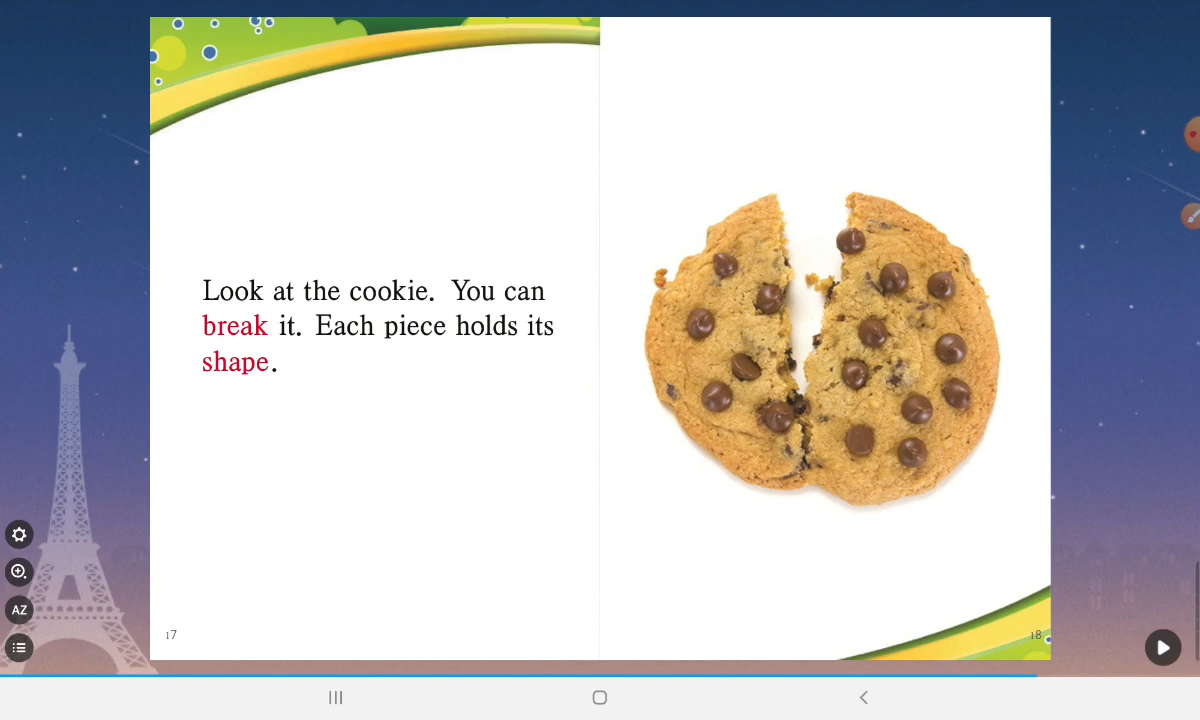 Look at the cookie. You can
break it. Each piece holds its
shape.
17
18
AZ